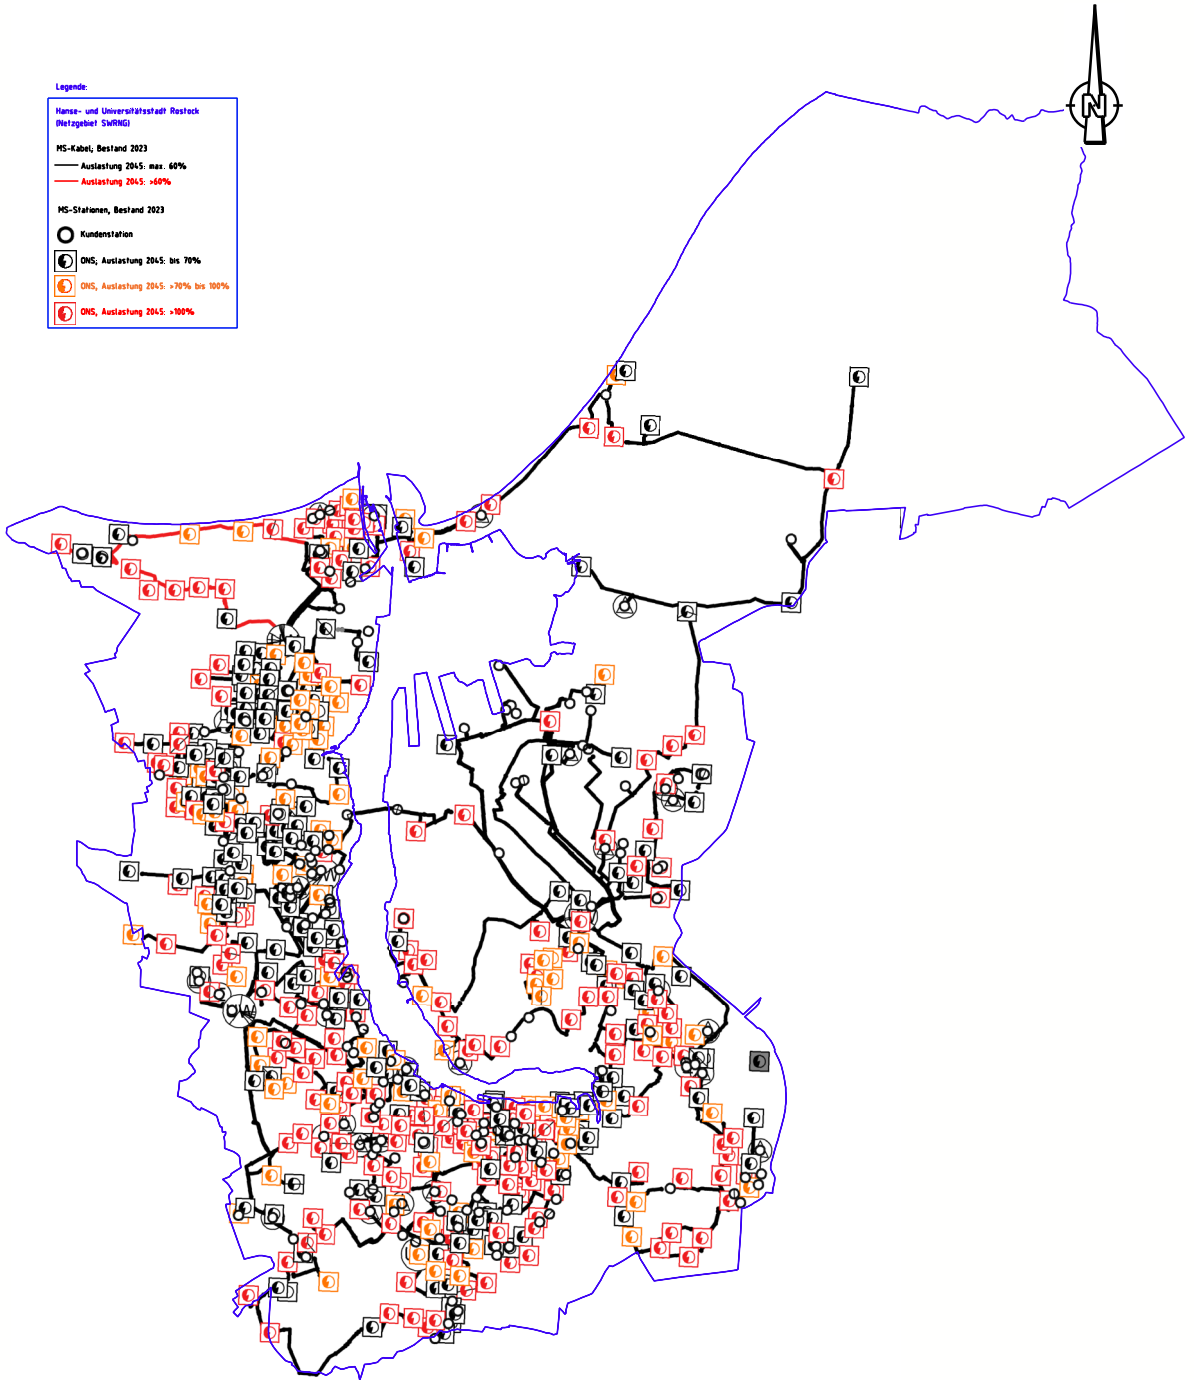 N
Legende:
Hanse- und Universitätsstadt Rostock
(Netzgebiet SWRNG)
MS-Kabel; Bestand 2023
Auslastung 2045: max. 60%
Auslastung 2045: >60%
MS-Stationen, Bestand 2023
Kundenstation
ONS; Auslastung 2045: bis 70%
ONS, Auslastung 2045: >70% bis 100%
ONS, Auslastung 2045: >100%